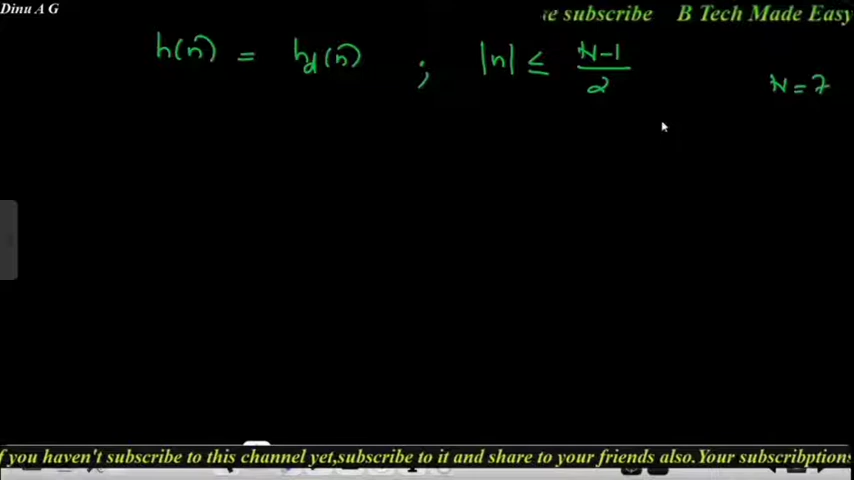 Dinu A G
e subscribe B Tech Made Easy
h(n) = hd(n) ; |n| ≤ N-1/2
N = 7
f you haven't subscribe to this channel yet,subscribe to it and share to your friends also.Your subscribptions